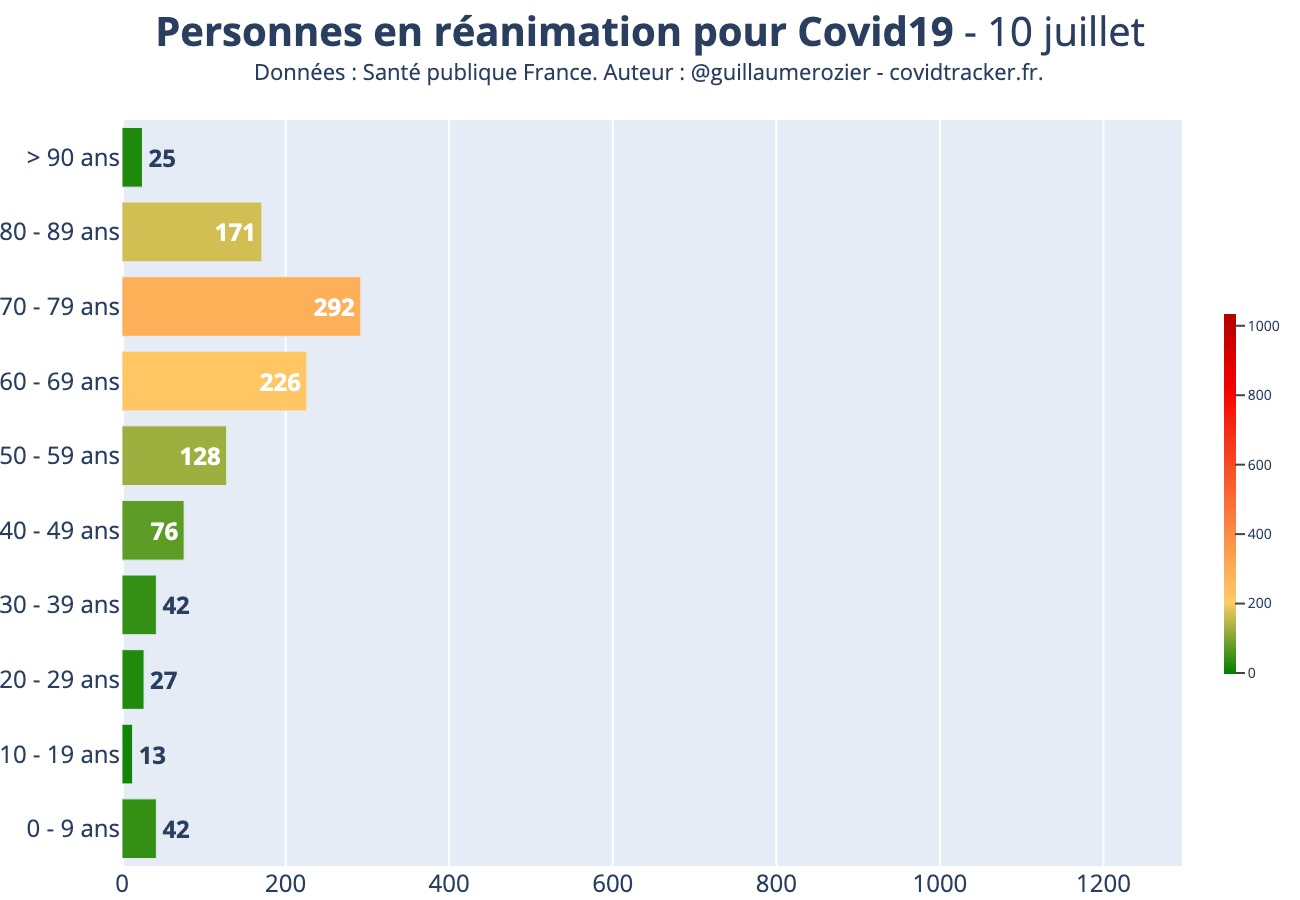 Personnes en réanimation pour Covid19 - 10 juillet
Données : Santé publique France. Auteur : @guillaumerozier - covidtracker.fr.
> 90 ans 25
80 - 89 ans 171
70 - 79 ans 292
60 - 69 ans 226
50 - 59 ans 128
40 - 49 ans 76
30 - 39 ans 42
20 - 29 ans 27
10 - 19 ans 13
0 - 9 ans 42
0 200 400 600 800 1000 1200
1000
800
600
400
200
0